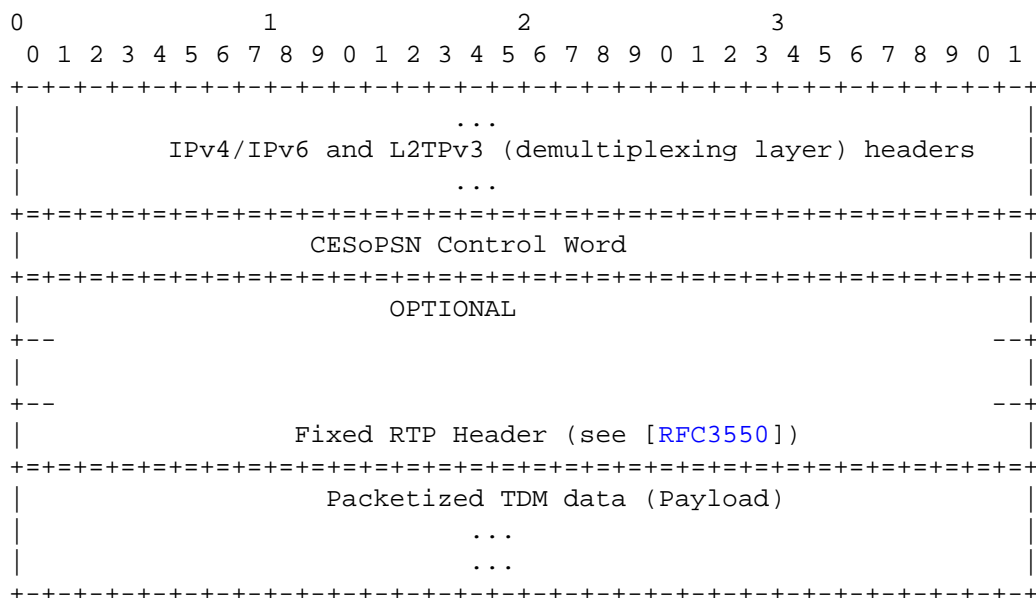 0                   1                   2                   3
 0 1 2 3 4 5 6 7 8 9 0 1 2 3 4 5 6 7 8 9 0 1 2 3 4 5 6 7 8 9 0 1
+-+-+-+-+-+-+-+-+-+-+-+-+-+-+-+-+-+-+-+-+-+-+-+-+-+-+-+-+-+-+-+-+
|                           ...                                 |
|         IPv4/IPv6 and L2TPv3 (demultiplexing layer) headers   |
|                           ...                                 |
+=+=+=+=+=+=+=+=+=+=+=+=+=+=+=+=+=+=+=+=+=+=+=+=+=+=+=+=+=+=+=+=+
|                  CESoPSN Control Word                         |
+=+=+=+=+=+=+=+=+=+=+=+=+=+=+=+=+=+=+=+=+=+=+=+=+=+=+=+=+=+=+=+=+
|                       OPTIONAL                                |
+--                                                           --+
|                                                               |
+--                                                           --+
|                 Fixed RTP Header (see [RFC3550])              |
+=+=+=+=+=+=+=+=+=+=+=+=+=+=+=+=+=+=+=+=+=+=+=+=+=+=+=+=+=+=+=+=+
|                   Packetized TDM data (Payload)               |
|                            ...                                |
|                            ...                                |
+-+-+-+-+-+-+-+-+-+-+-+-+-+-+-+-+-+-+-+-+-+-+-+-+-+-+-+-+-+-+-+-+